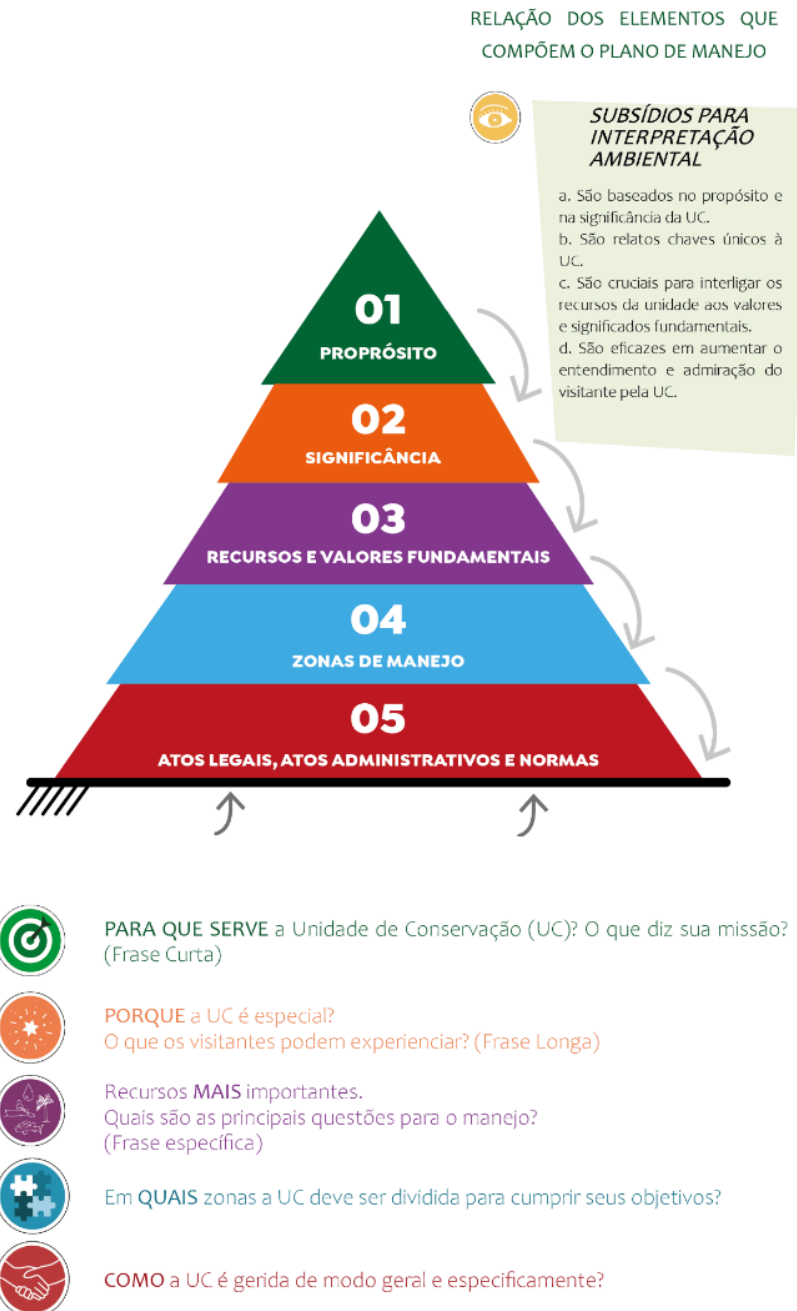 RELAÇÃO DOS ELEMENTOS QUE
COMPÕEM O PLANO DE MANEJO
SUBSÍDIOS PARA
INTERPRETAÇÃO
AMBIENTAL
a. São baseados no propósito e
na significância da UC.
b. São relatos chaves únicos à
UC.
c. São cruciais para interligar os
recursos da unidade aos valores
e significados fundamentais.
d. São eficazes em aumentar o
entendimento e admiração do
visitante pela UC.
01
PROPRÓSITO
02
SIGNIFICÂNCIA
03
RECURSOS E VALORES FUNDAMENTAIS
04
ZONAS DE MANEJO
05
ATOS LEGAIS, ATOS ADMINISTRATIVOS E NORMAS
PARA QUE SERVE a Unidade de Conservação (UC)? O que diz sua missão?
(Frase Curta)
PORQUE a UC é especial?
O que os visitantes podem experienciar? (Frase Longa)
Recursos MAIS importantes.
Quais são as principais questões para o manejo?
(Frase específica)
Em QUAIS zonas a UC deve ser dividida para cumprir seus objetivos?
COMO a UC é gerida de modo geral e especificamente?